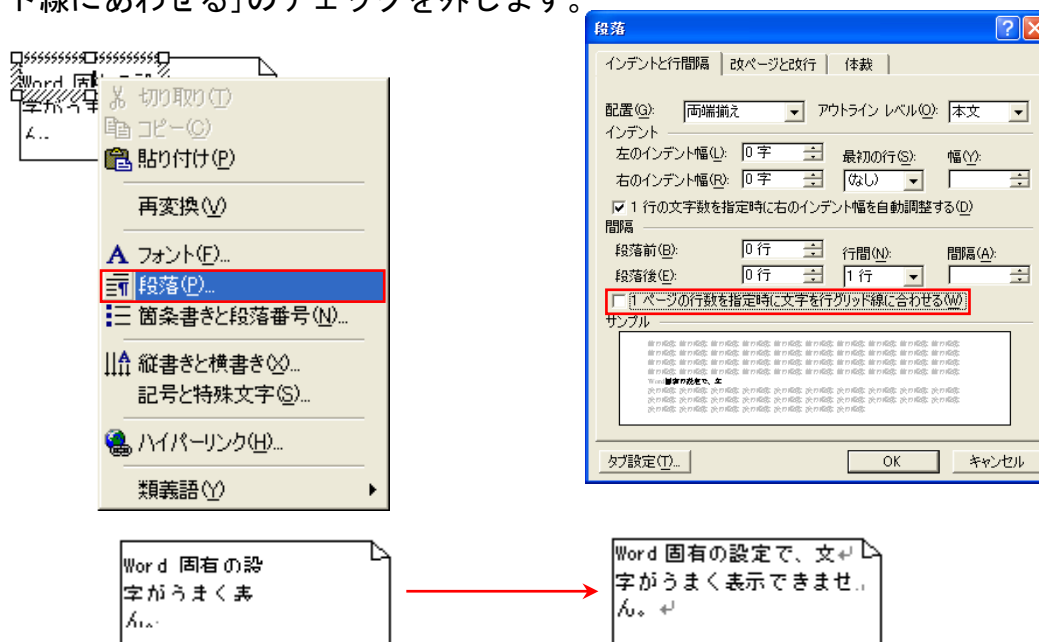 ド線にあわせる」のチェックを外します。
Word 固
字がうま
ん
切り取り(T)
コピー(C)
貼り付け(P)
再変換(V)
フォント(F)...
段落(P)...
箇条書きと段落番号(N)...
縦書きと横書き(X)...
記号と特殊文字(S)...
ハイパーリンク(H)...
類義語(Y)
段落
インデントと行間隔 改ページと改行 体裁
配置(G): 両端揃え アウトライン レベル(O): 本文
インデント
左のインデント幅(L): 0 字 最初の行(S): 幅(Y):
右のインデント幅(R): 0 字 (なし)
1 行の文字数を指定時に右のインデント幅を自動調整する(D)
間隔
段落前(B): 0 行 行間(N): 間隔(A):
段落後(E): 0 行 1 行
1 ページの行数を指定時に文字を行グリッド線に合わせる(W)
サンプル
Word 固有の設定で、文
タブ設定(T)... OK キャンセル
Word 固有の設
字がうまく表
ん
Word 固有の設定で、文↵
字がうまく表示できませ
ん。↵